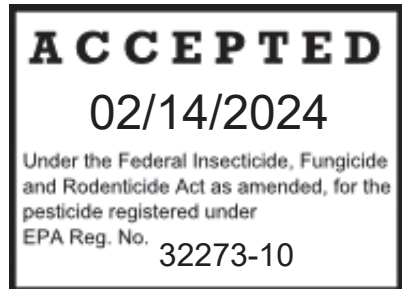 ACCEPTED
02/14/2024
Under the Federal Insecticide, Fungicide
and Rodenticide Act as amended, for the
pesticide registered under
EPA Reg. No. 32273-10